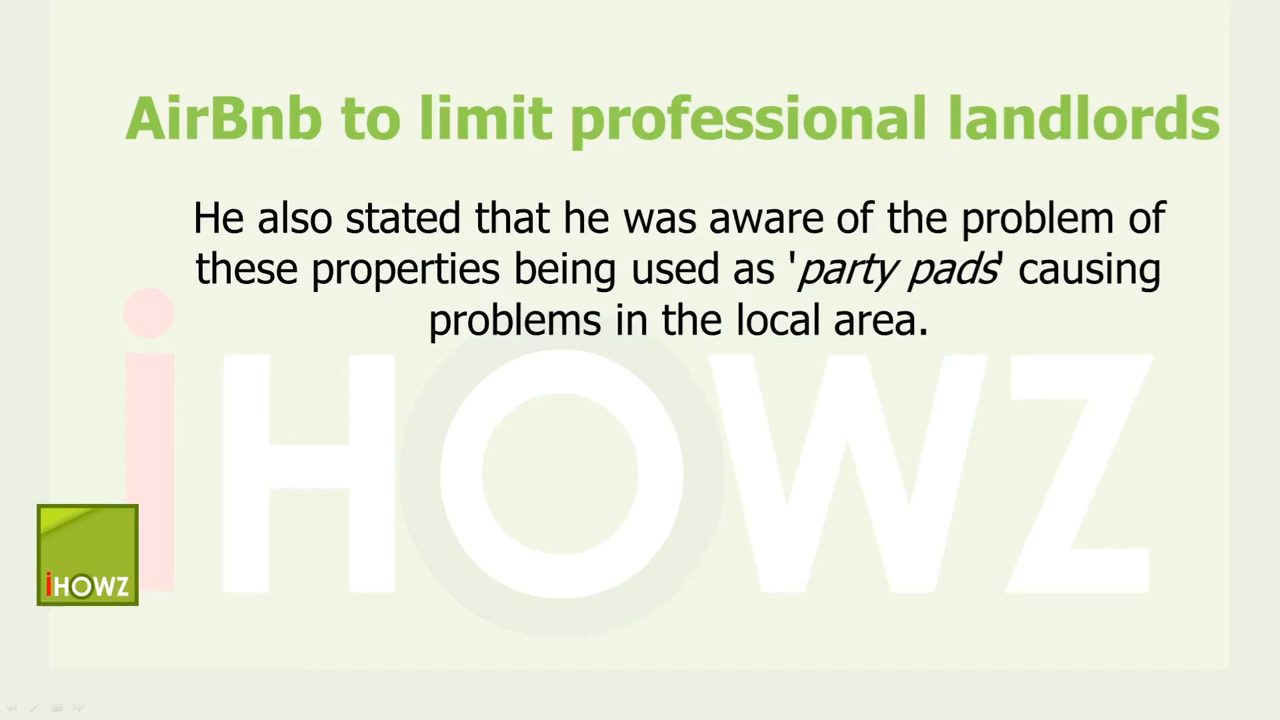 AirBnb to limit professional landlords
He also stated that he was aware of the problem of
these properties being used as 'party pads' causing
problems in the local area.
iHOWZ
iHOWZ